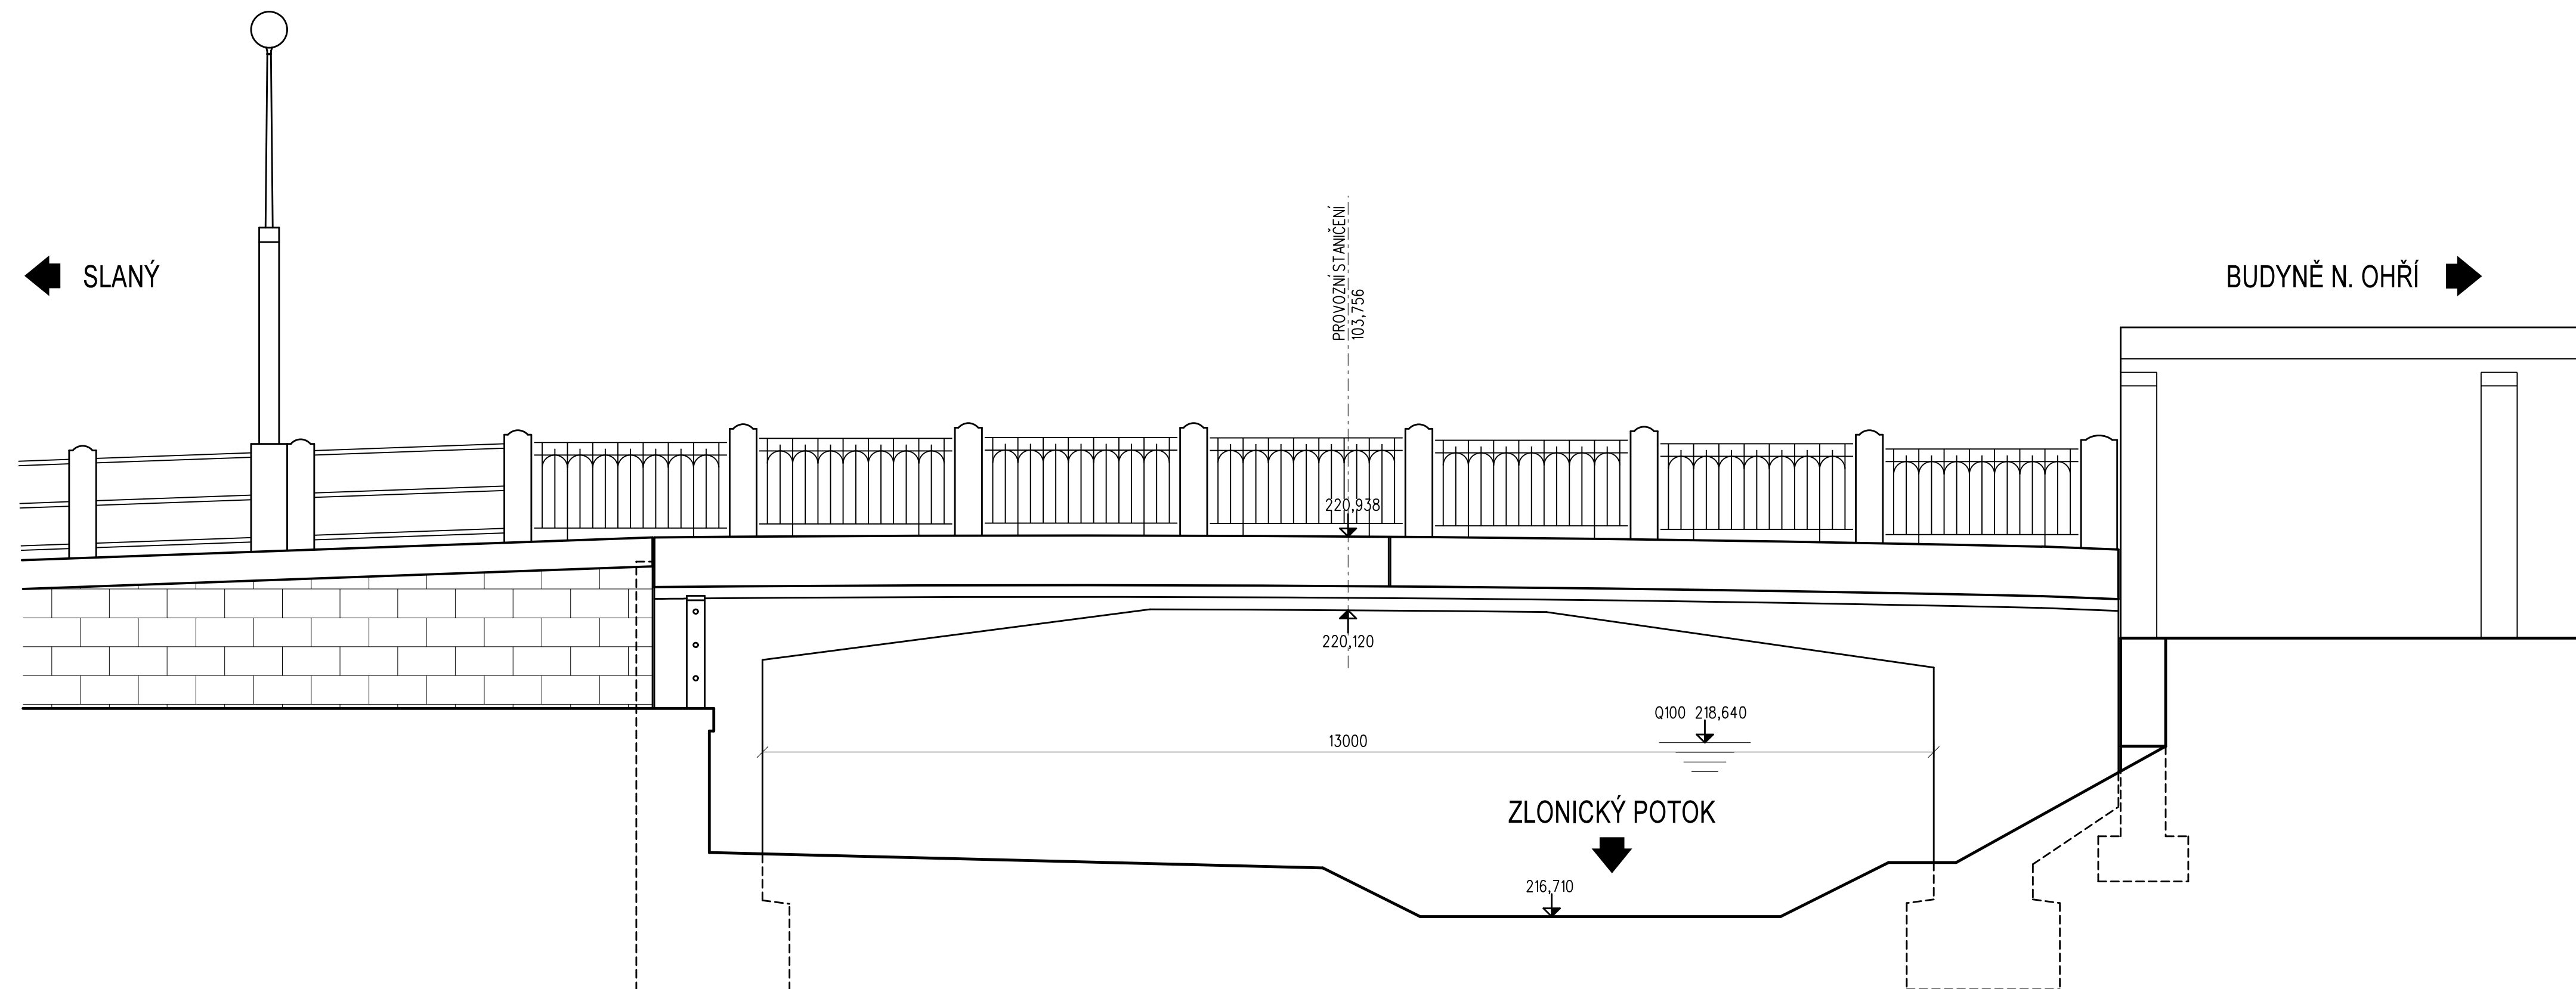 PROVOZNÍ STANIČENÍ
103,756
SLANÝ
BUDYNĚ N. OHŘÍ
220,938
220,120
Q100 218,640
13000
ZLONICKÝ POTOK
216,710